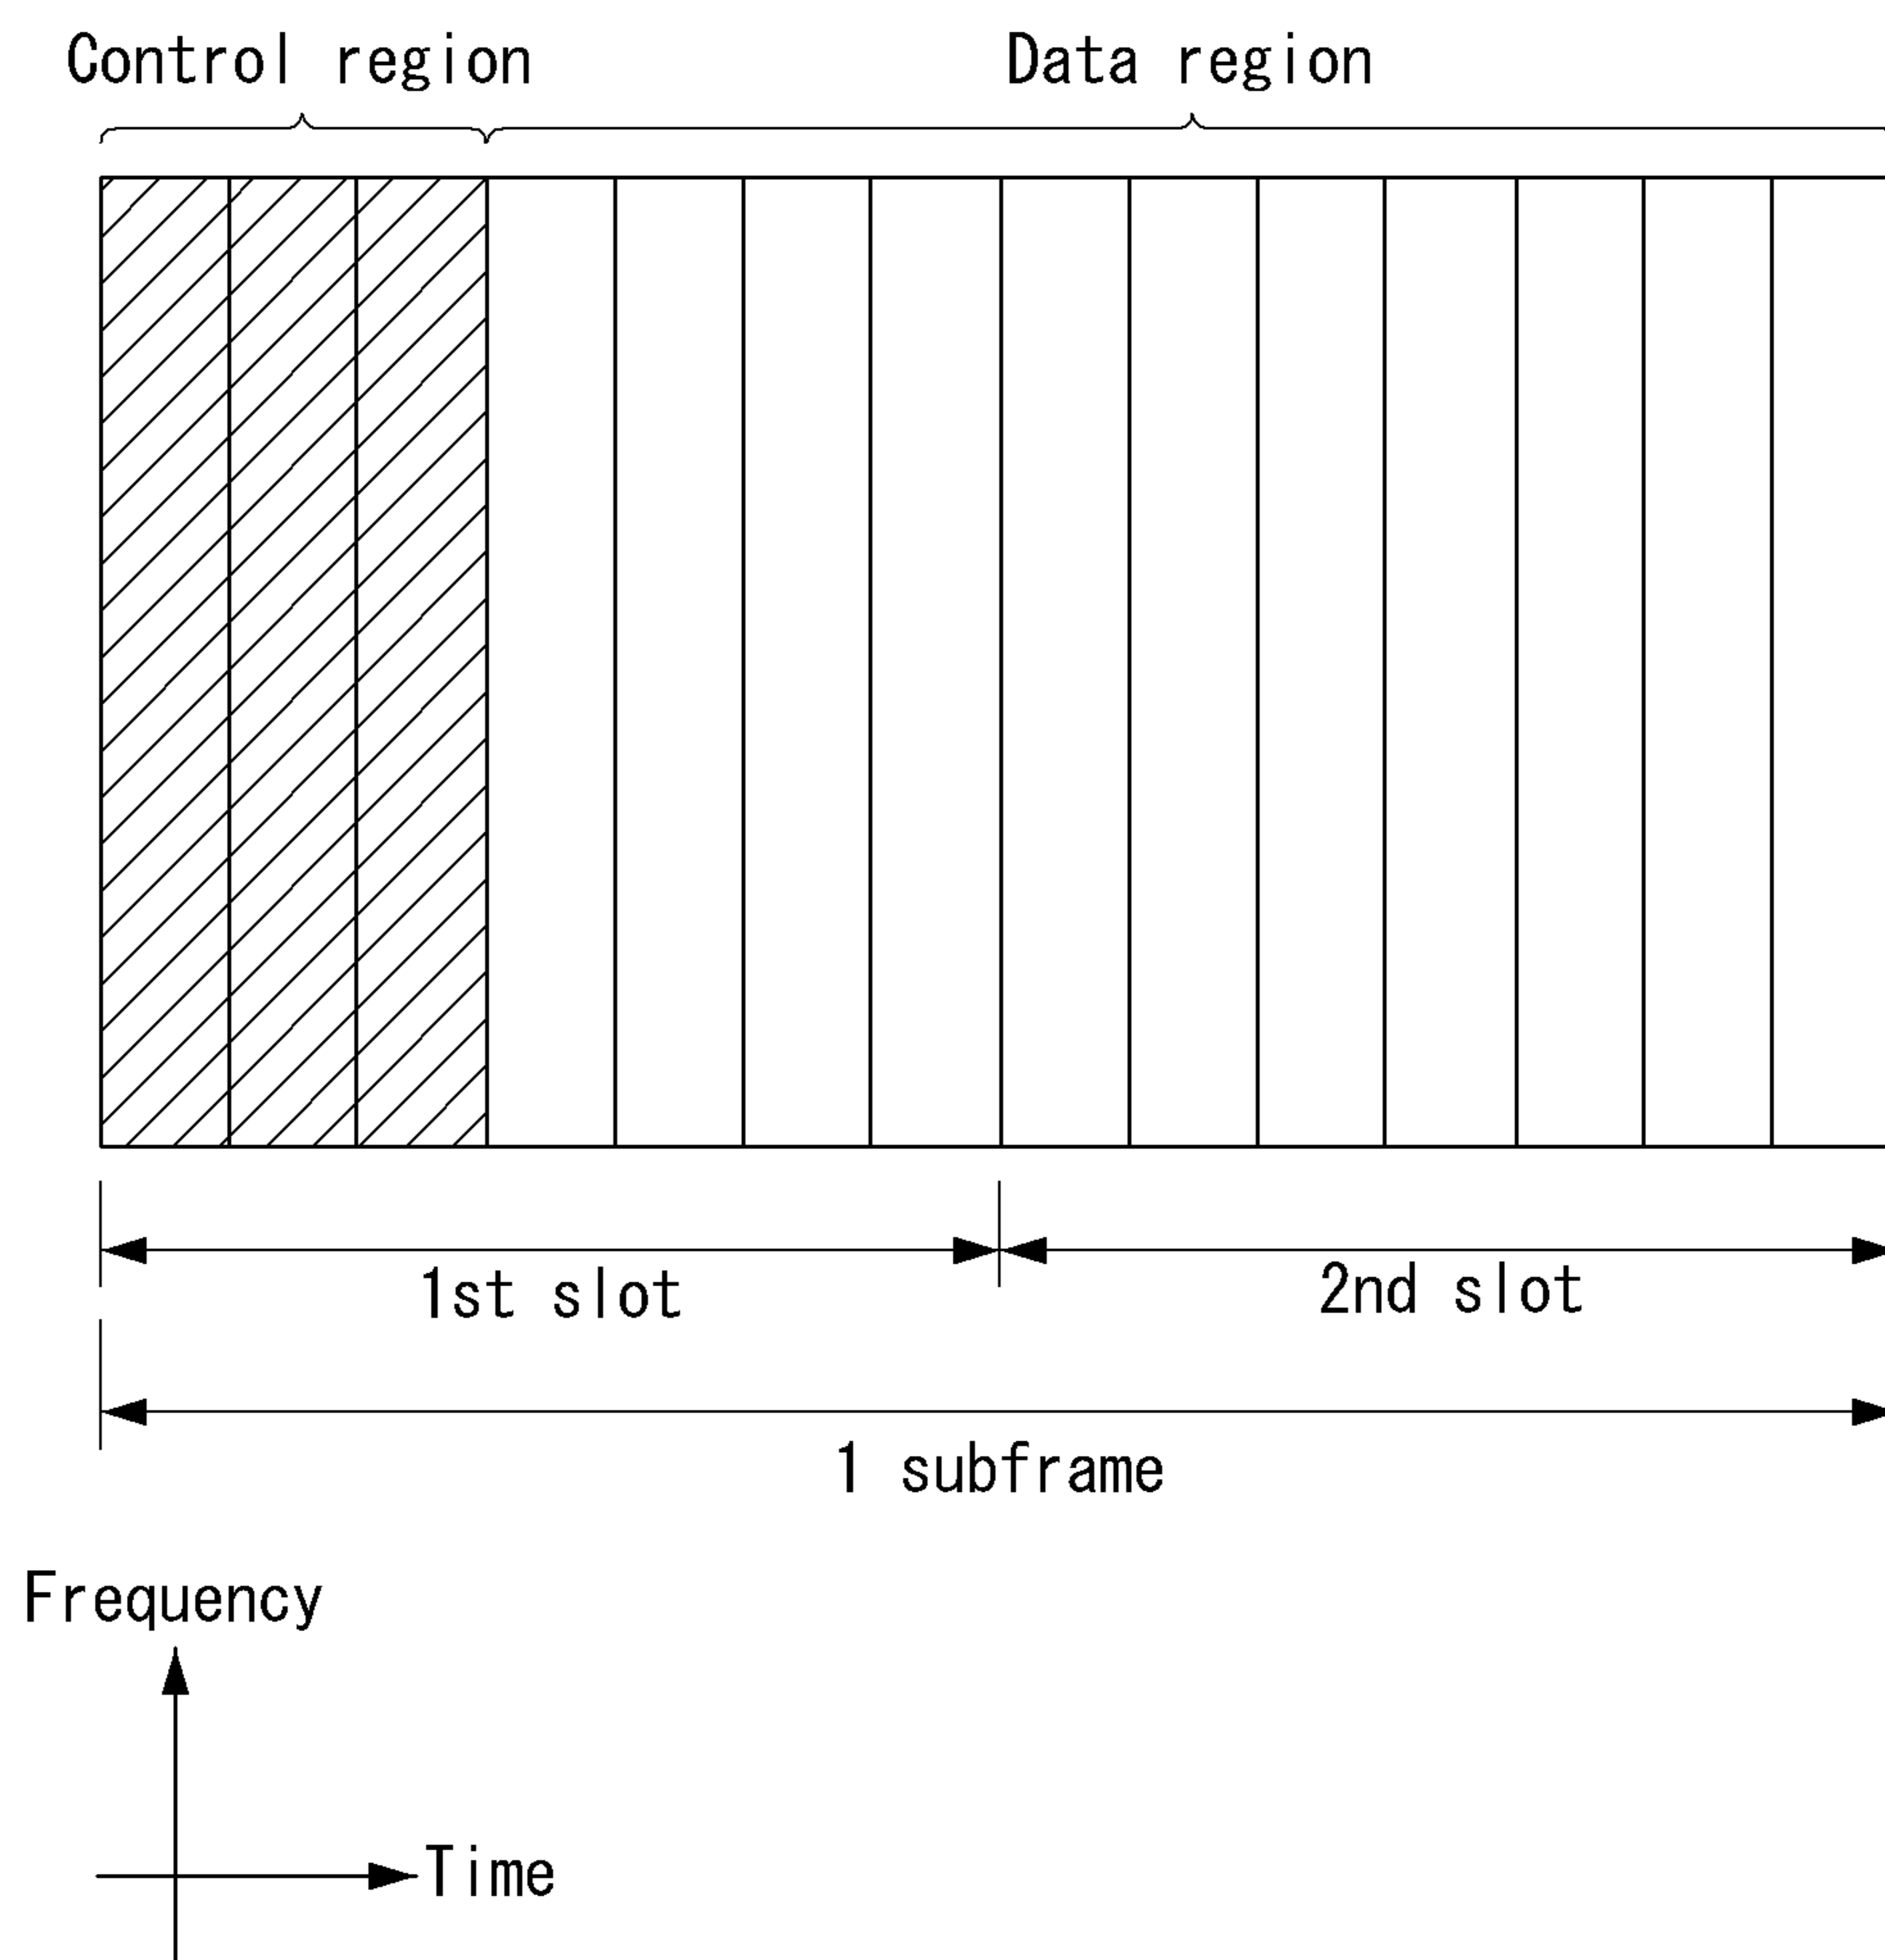 Control region
Data region
1st slot
2nd slot
1 subframe
Frequency
Time